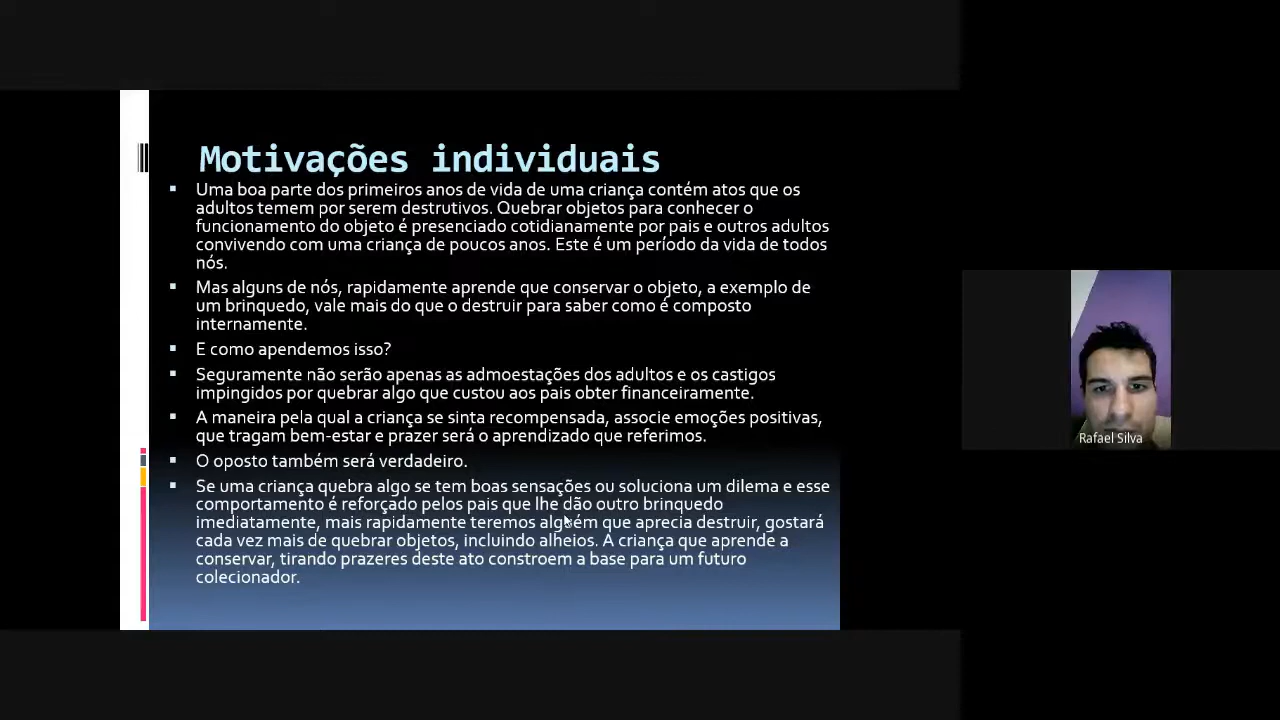 Motivações individuais
Uma boa parte dos primeiros anos de vida de uma criança contém atos que os
adultos temem por serem destrutivos. Quebrar objetos para conhecer o
funcionamento do objeto é presenciado cotidianamente por pais e outros adultos
convivendo com uma criança de poucos anos. Este é um período da vida de todos
nós.
Mas alguns de nós, rapidamente aprende que conservar o objeto, a exemplo de
um brinquedo, vale mais do que o destruir para saber como é composto
internamente.
E como apendemos isso?
Seguramente não serão apenas as admoestações dos adultos e os castigos
impingidos por quebrar algo que custou aos pais obter financeiramente.
A maneira pela qual a criança se sinta recompensada, associe emoções positivas,
que tragam bem-estar e prazer será o aprendizado que referimos.
O oposto também será verdadeiro.
Se uma criança quebra algo se tem boas sensações ou soluciona um dilema e esse
comportamento é reforçado pelos pais que lhe dão outro brinquedo
imediatamente, mais rapidamente teremos alguém que aprecia destruir, gostará
cada vez mais de quebrar objetos, incluindo alheios. A criança que aprende a
conservar, tirando prazeres deste ato constroem a base para um futuro
colecionador.
Rafael Silva